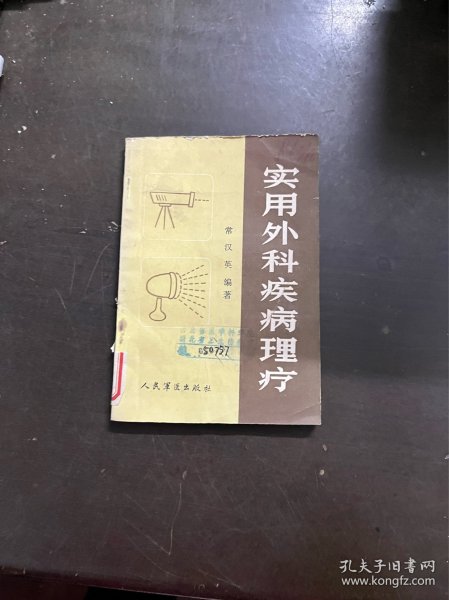 实用外科疾病理疗
常汉英 编著
850757
人民军医出版社
孔夫子旧书网
www.kongfz.com